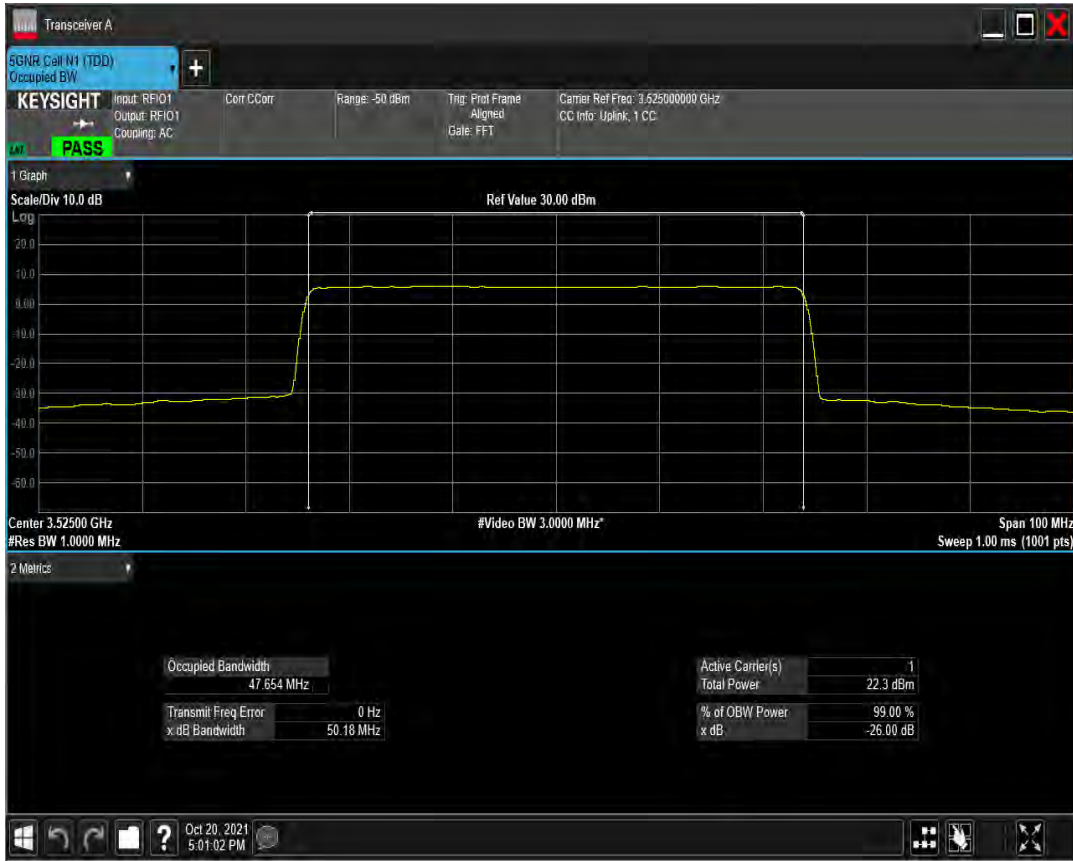 Transceiver A
5GNR Cell N1 (TDD)
Occupied BW
+
KEYSIGHT
Input: RFIO1
Output: RFIO1
Coupling: AC
Corr CCorr
Range: -50 dBm
Trig: Prot Frame
Aligned
Gate: FFT
Carrier Ref Freq: 3.525000000 GHz
CC Info: Uplink, 1 CC
PASS
1 Graph
Scale/Div 10.0 dB
Ref Value 30.00 dBm
Log
20.0
10.0
0.00
-10.0
-20.0
-30.0
-40.0
-50.0
-60.0
Center 3.52500 GHz
#Video BW 3.0000 MHz*
Span 100 MHz
#Res BW 1.0000 MHz
Sweep 1.00 ms (1001 pts)
2 Metrics
Occupied Bandwidth
47.654 MHz
Transmit Freq Error 0 Hz
x dB Bandwidth 50.18 MHz
Active Carrier(s) 1
Total Power 22.3 dBm
% of OBW Power 99.00 %
x dB -26.00 dB
?
Oct 20, 2021
5:01:02 PM